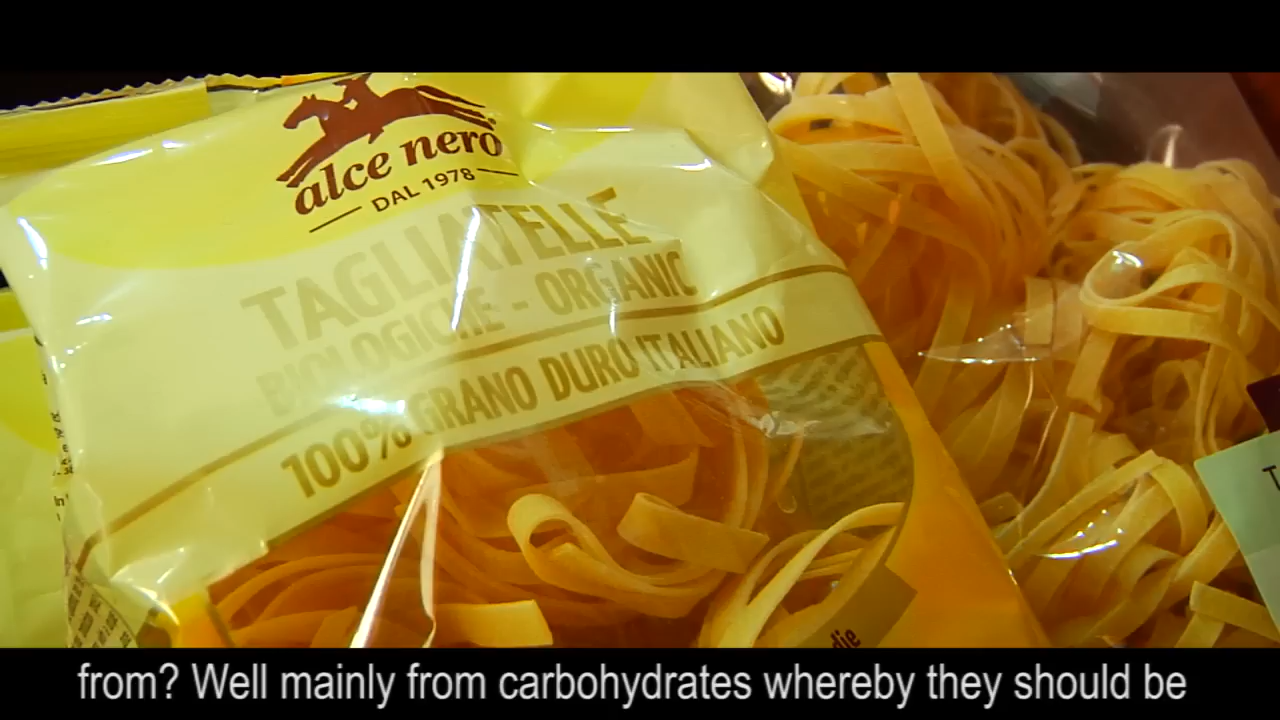 alce nero
DAL 1978
TAGLIATELLE
BIOLOGICHE - ORGANIC
100% GRANO DURO ITALIANO
die
from? Well mainly from carbohydrates whereby they should be